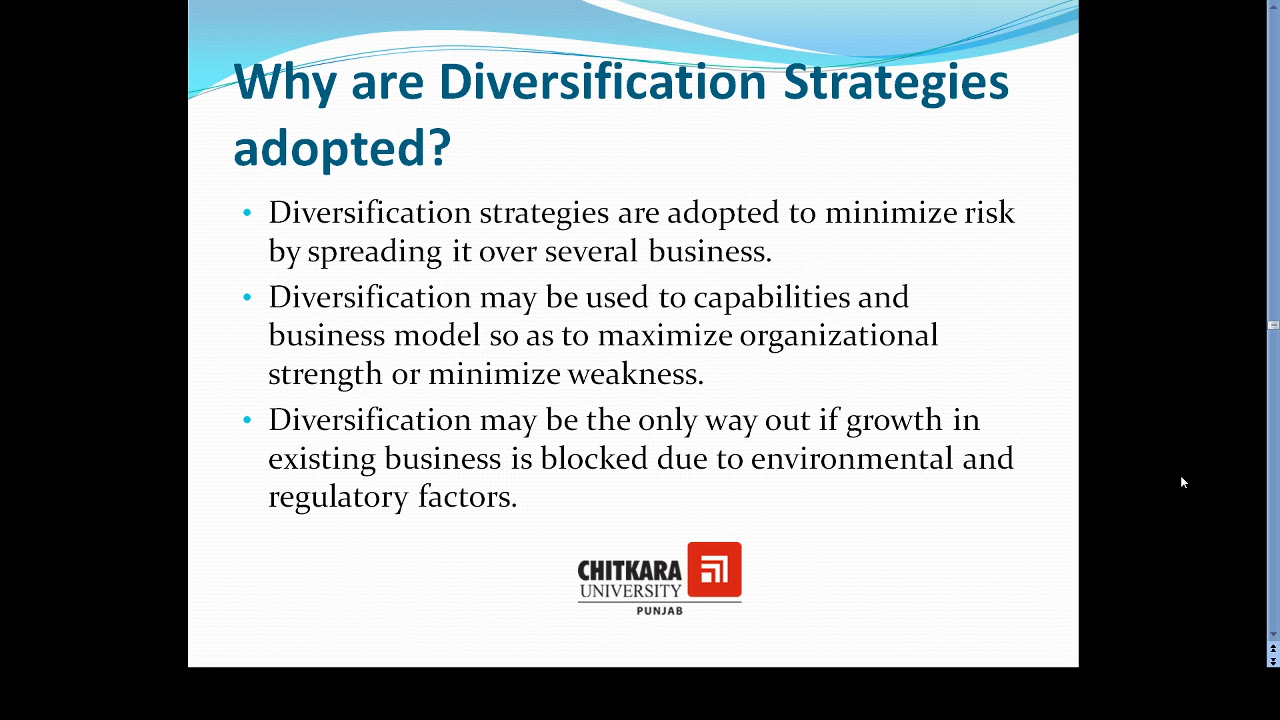 Why are Diversification Strategies
adopted?
• Diversification strategies are adopted to minimize risk
by spreading it over several business.
• Diversification may be used to capabilities and
business model so as to maximize organizational
strength or minimize weakness.
• Diversification may be the only way out if growth in
existing business is blocked due to environmental and
regulatory factors.
CHITKARA
UNIVERSITY
PUNJAB